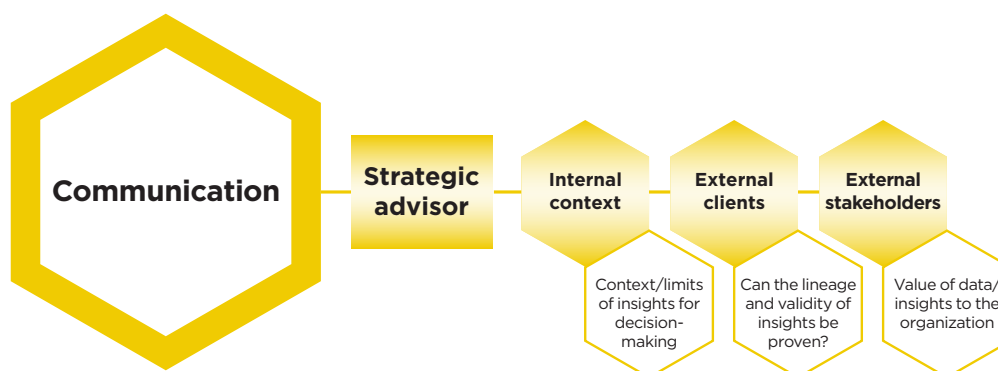 Communication
Strategic
advisor
Internal
context
External
clients
External
stakeholders
Context/limits
of insights for
decision-
making
Can the lineage
and validity of
insights be
proven?
Value of data/
insights to the
organization